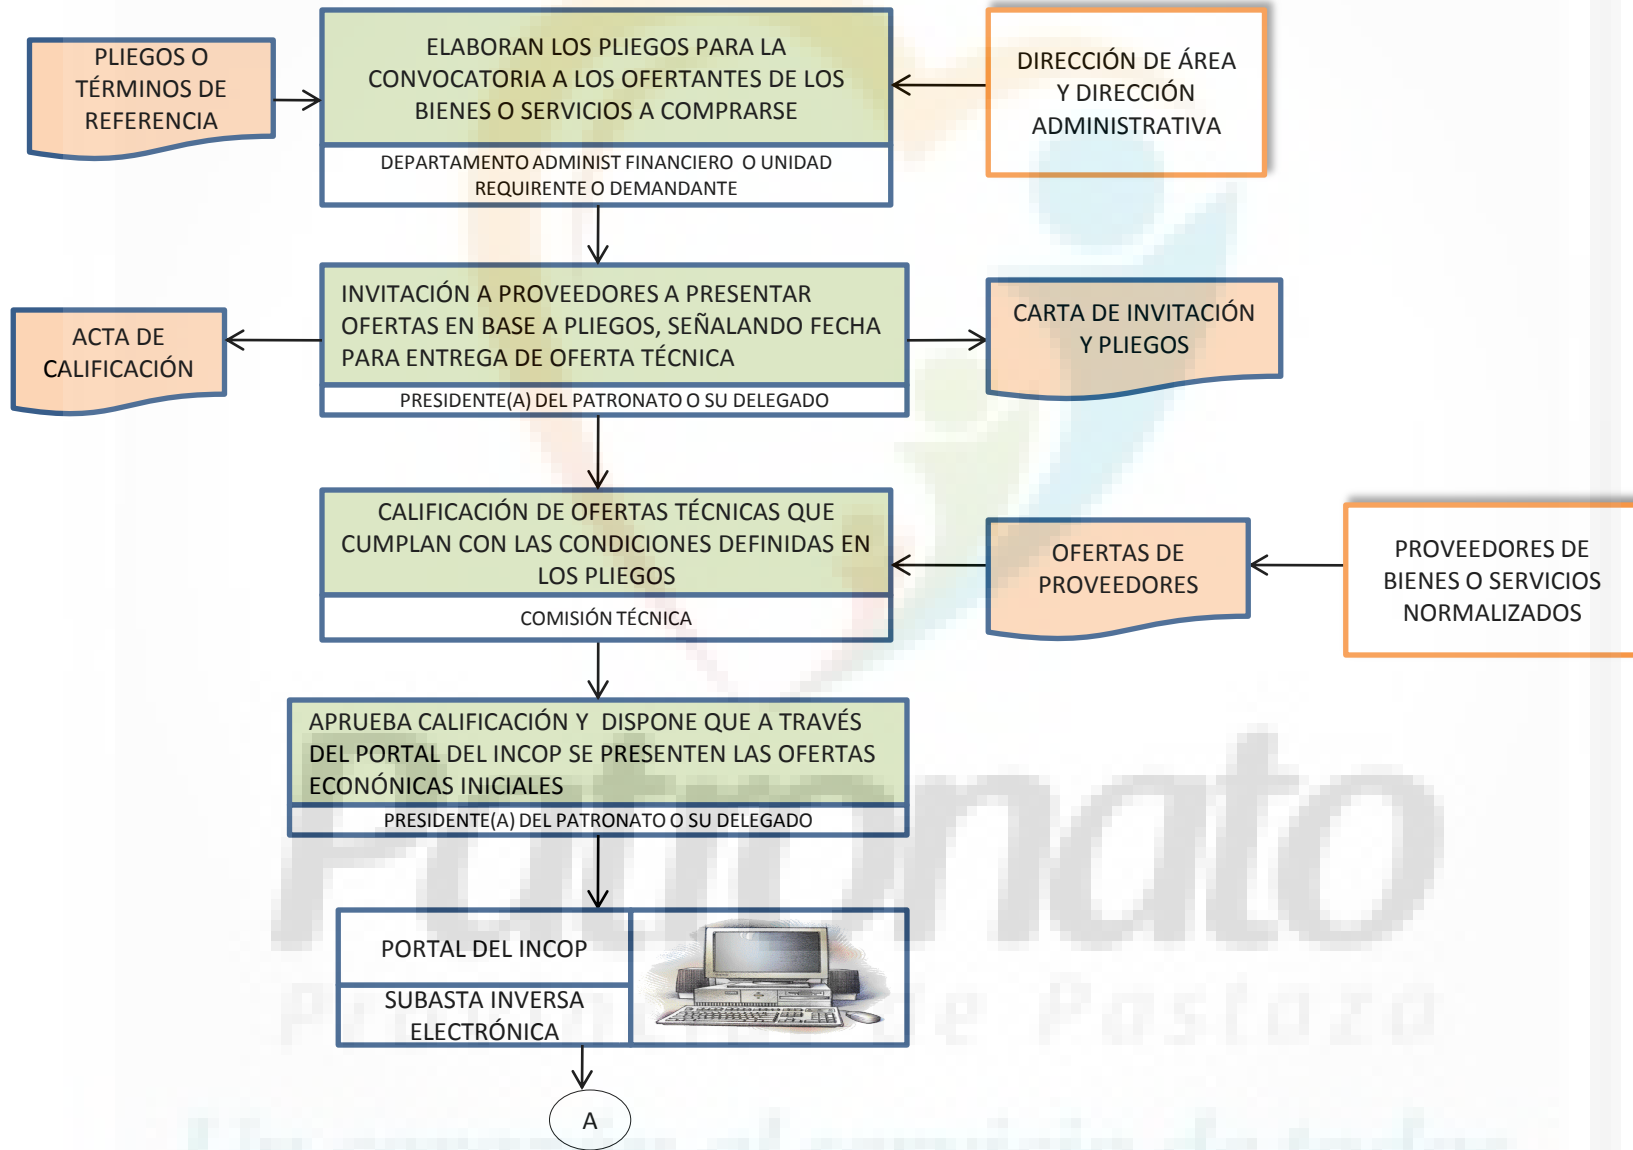 PLIEGOS O
TÉRMINOS DE
REFERENCIA
ELABORAN LOS PLIEGOS PARA LA
CONVOCATORIA A LOS OFERTANTES DE LOS
BIENES O SERVICIOS A COMPRARSE
DEPARTAMENTO ADMINIST FINANCIERO O UNIDAD
REQUIRENTE O DEMANDANTE
DIRECCIÓN DE ÁREA
Y DIRECCIÓN
ADMINISTRATIVA
ACTA DE
CALIFICACIÓN
INVITACIÓN A PROVEEDORES A PRESENTAR
OFERTAS EN BASE A PLIEGOS, SEÑALANDO FECHA
PARA ENTREGA DE OFERTA TÉCNICA
PRESIDENTE(A) DEL PATRONATO O SU DELEGADO
CARTA DE INVITACIÓN
Y PLIEGOS
CALIFICACIÓN DE OFERTAS TÉCNICAS QUE
CUMPLAN CON LAS CONDICIONES DEFINIDAS EN
LOS PLIEGOS
COMISIÓN TÉCNICA
OFERTAS DE
PROVEEDORES
PROVEEDORES DE
BIENES O SERVICIOS
NORMALIZADOS
APRUEBA CALIFICACIÓN Y DISPONE QUE A TRAVÉS
DEL PORTAL DEL INCOP SE PRESENTEN LAS OFERTAS
ECONÓNICAS INICIALES
PRESIDENTE(A) DEL PATRONATO O SU DELEGADO
Patronato
PORTAL DEL INCOP
SUBASTA INVERSA
ELECTRÓNICA
de Pastaza
A